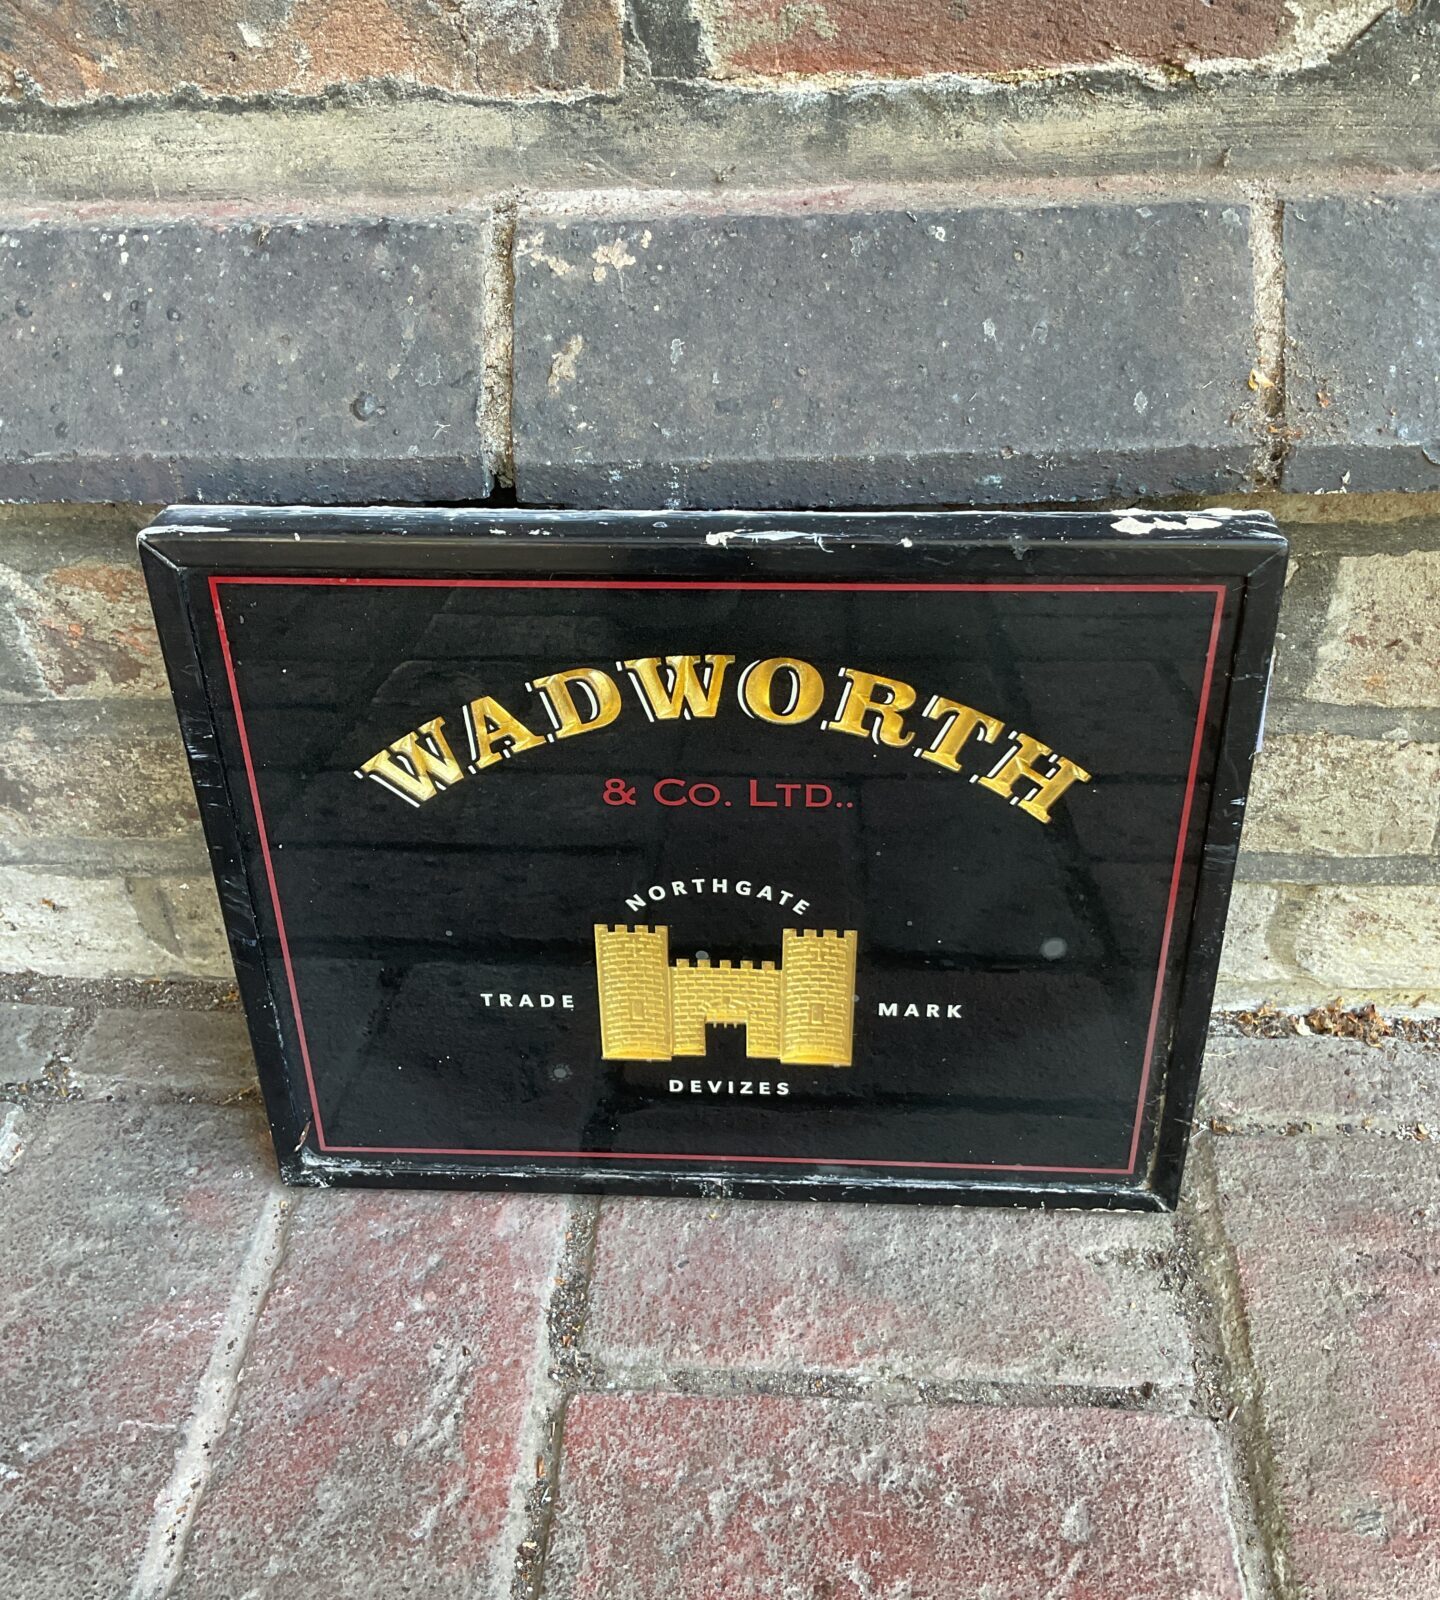 WADWORTH
& CO. LTD..
NORTHGATE
TRADE MARK
DEVIZES